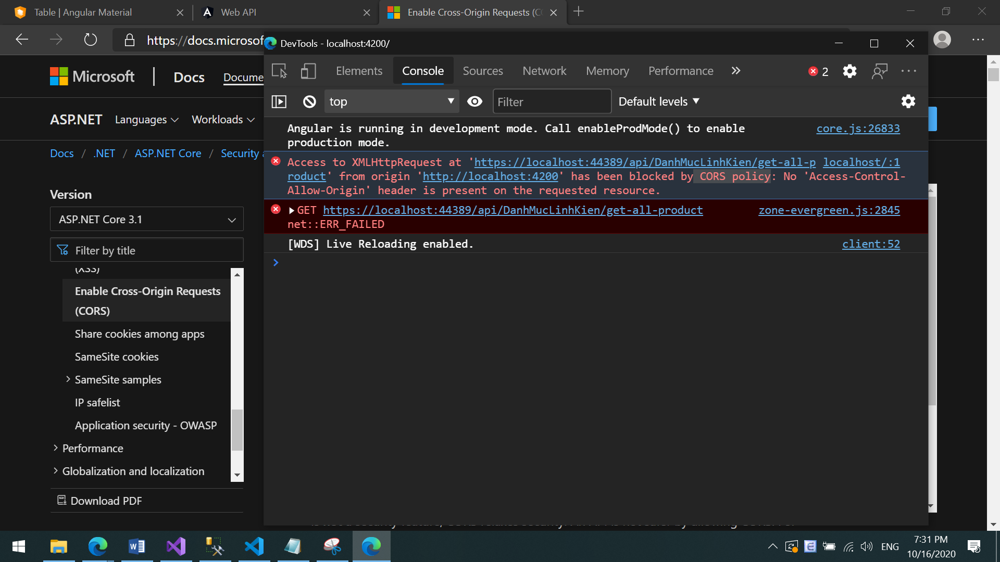 Table | Angular Material
Web API
Enable Cross-Origin Requests (C
https://docs.microsof
DevTools - localhost:4200/
Microsoft
Docs
Docume
Elements
Console
Sources
Network
Memory
Performance
2
top
Filter
Default levels
ASP.NET
Languages
Workloads
Angular is running in development mode. Call enableProdMode() to enable
core.js:26833
production mode.
Docs / .NET / ASP.NET Core / Security a
Access to XMLHttpRequest at 'https://localhost:44389/api/DanhMucLinhKien/get-all-p
localhost/:1
roduct' from origin 'http://localhost:4200' has been blocked by CORS policy: No 'Access-Control-
Allow-Origin' header is present on the requested resource.
GET https://localhost:44389/api/DanhMucLinhKien/get-all-product
zone-evergreen.js:2845
net::ERR_FAILED
[WDS] Live Reloading enabled.
client:52
Version
ASP.NET Core 3.1
Filter by title
(XSS)
Enable Cross-Origin Requests
(CORS)
Share cookies among apps
SameSite cookies
SameSite samples
IP safelist
Application security - OWASP
Performance
Globalization and localization
Download PDF
ENG
7:31 PM
10/16/2020